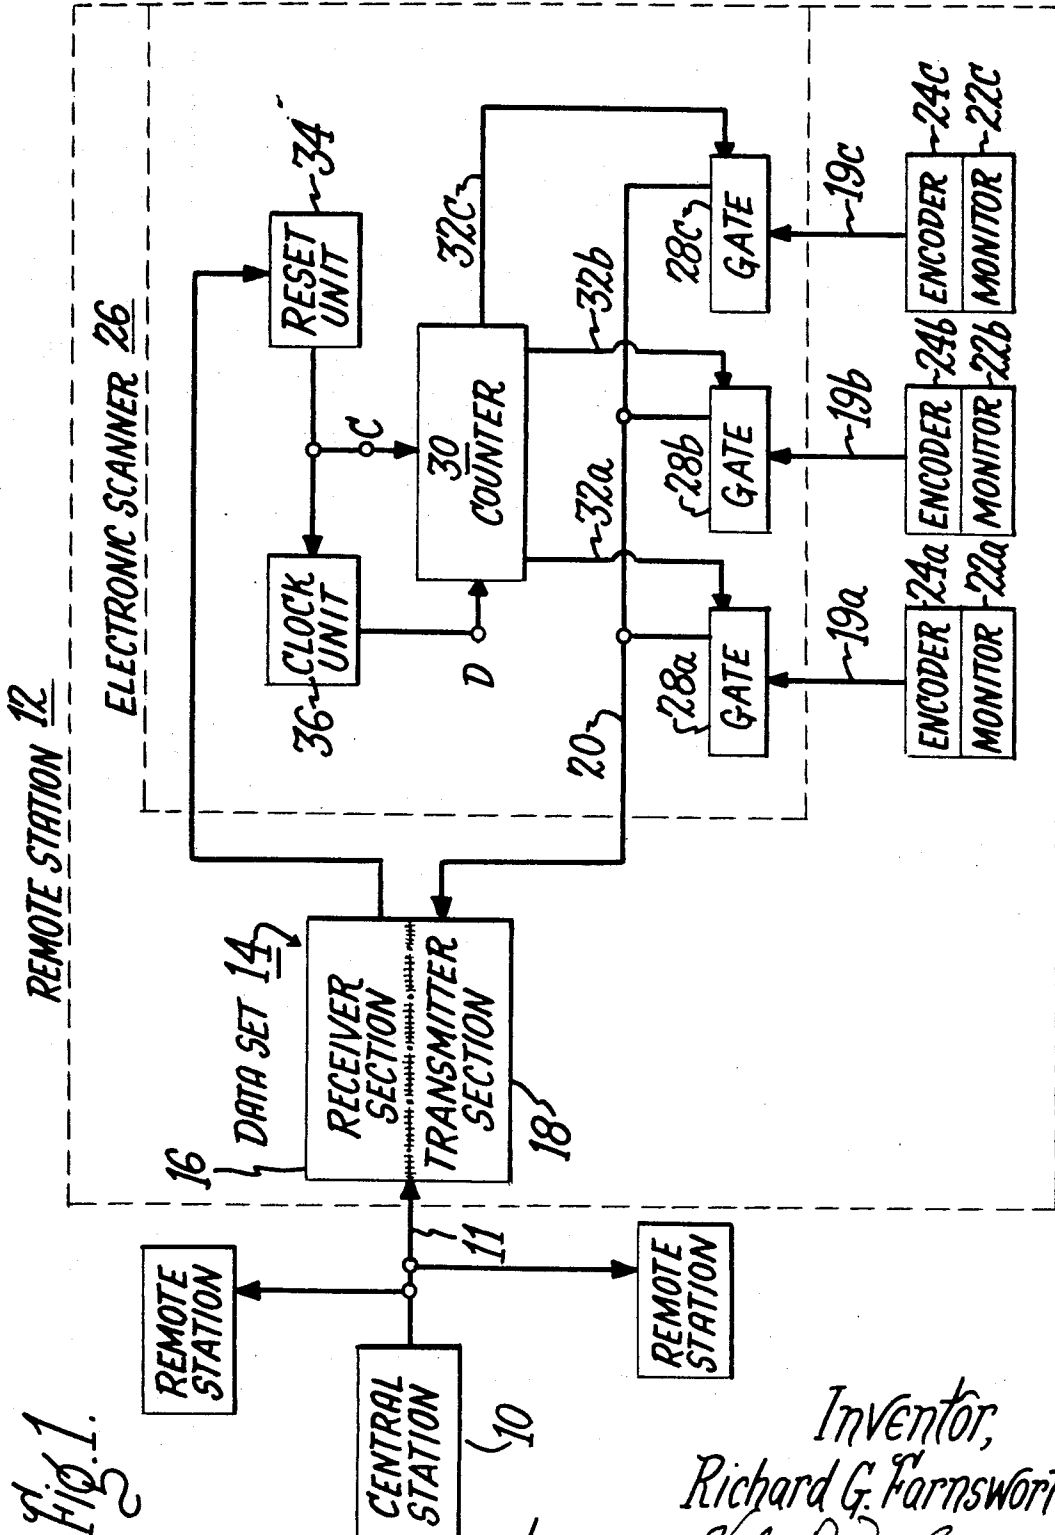 Fig. 1.
REMOTE STATION 12
ELECTRONIC SCANNER 26
REMOTE
STATION
CENTRAL
STATION
10
11
REMOTE
STATION
16
DATA SET 14
RECEIVER
SECTION
TRANSMITTER
SECTION
18
36
CLOCK
UNIT
RESET
UNIT
34
C
D
30
COUNTER
32a
32b
32c
20
28a
GATE
28b
GATE
28c
GATE
19a
19b
19c
ENCODER
24a
MONITOR
22a
ENCODER
24b
MONITOR
22b
ENCODER
24c
MONITOR
22c
Inventor,
Richard G.